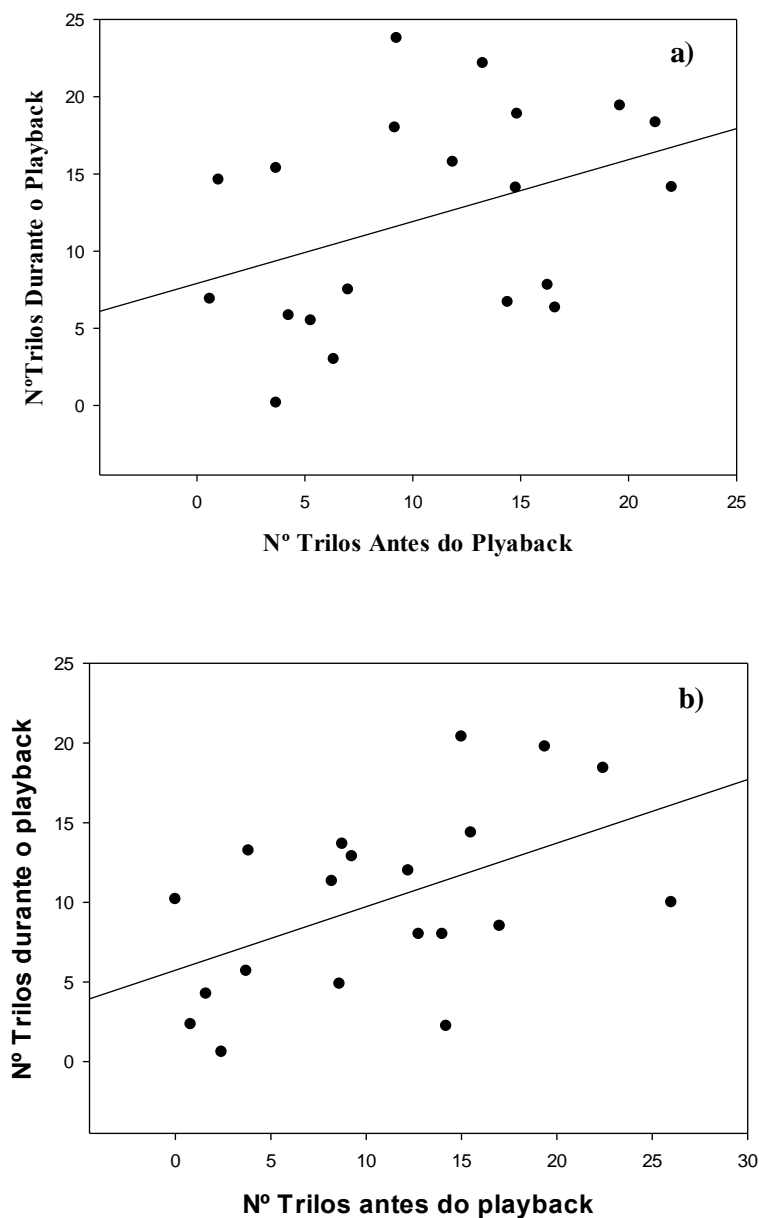 a)
25
20
15
10
5
0
NºTrilos Durante o Playback
0 5 10 15 20 25
Nº Trilos Antes do Plyaback
b)
25
20
15
10
5
0
Nº Trilos durante o playback
0 5 10 15 20 25 30
Nº Trilos antes do playback